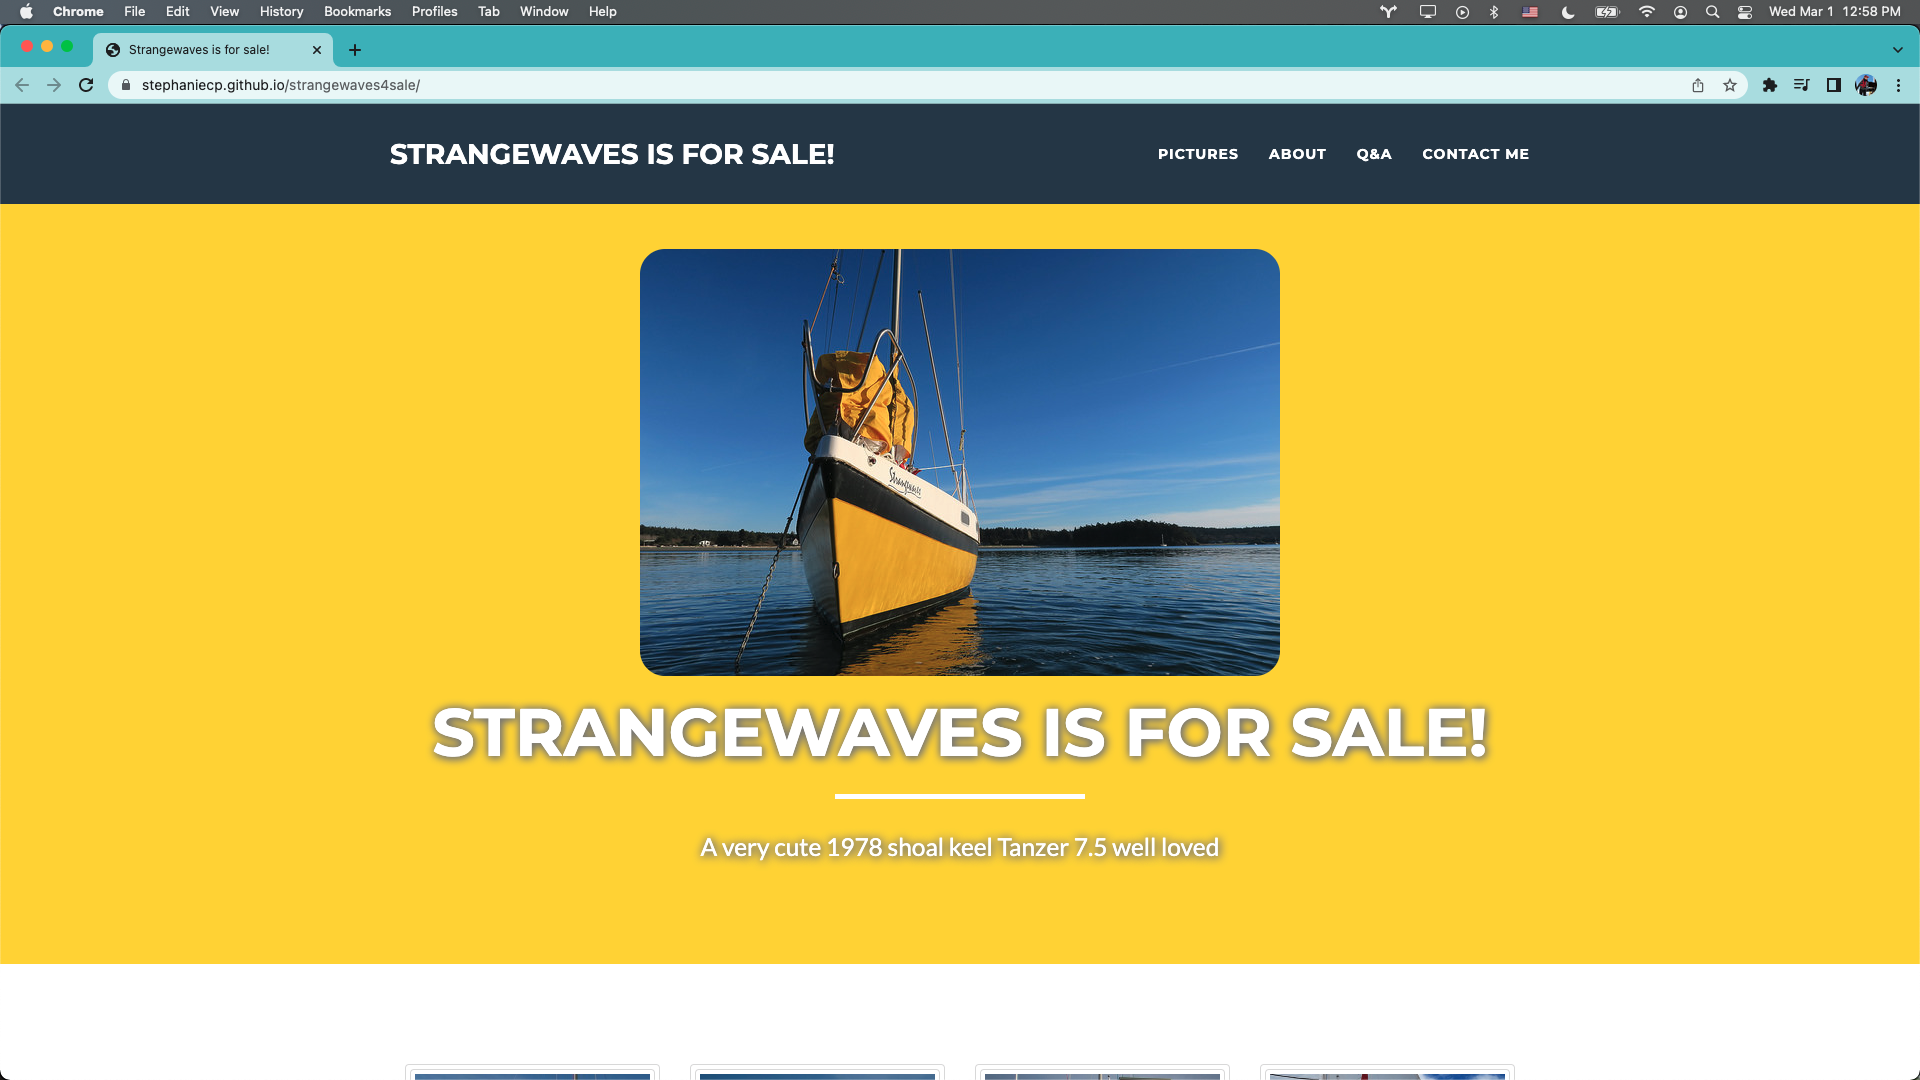 Chrome File Edit View History Bookmarks Profiles Tab Window Help Wed Mar 1 12:58 PM
Strangewaves is for sale!
stephaniecp.github.io/strangewaves4sale/
STRANGEWAVES IS FOR SALE! PICTURES ABOUT Q&A CONTACT ME
Strangewaves
STRANGEWAVES IS FOR SALE!
A very cute 1978 shoal keel Tanzer 7.5 well loved